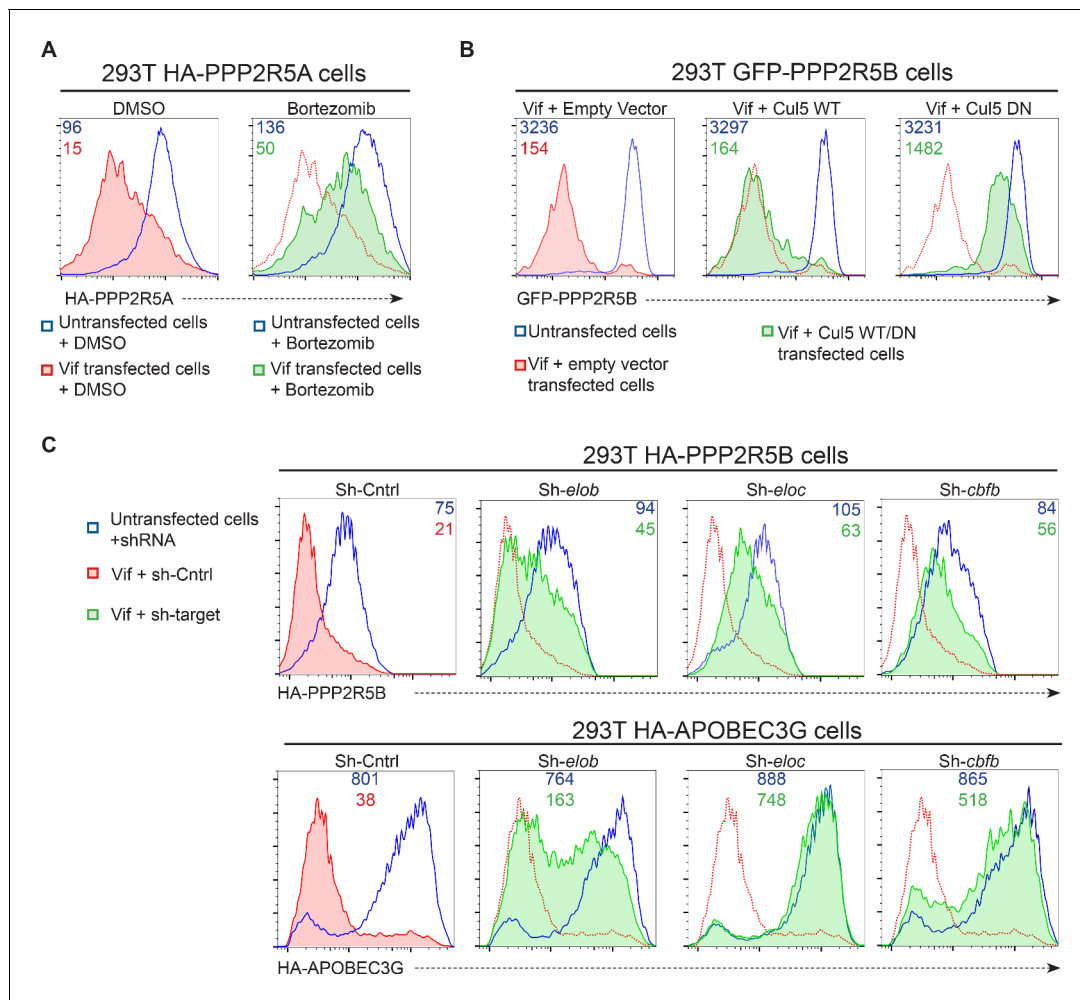 A
293T HA-PPP2R5A cells
DMSO
Bortezomib
96
15
136
50
HA-PPP2R5A
Untransfected cells
+ DMSO
Vif transfected cells
+ DMSO
Untransfected cells
+ Bortezomib
Vif transfected cells
+ Bortezomib
B
293T GFP-PPP2R5B cells
Vif + Empty Vector
Vif + Cul5 WT
Vif + Cul5 DN
3236
154
3297
164
3231
1482
GFP-PPP2R5B
Untransfected cells
Vif + empty vector
transfected cells
Vif + Cul5 WT/DN
transfected cells
C
293T HA-PPP2R5B cells
Untransfected cells
+shRNA
Vif + sh-Cntrl
Vif + sh-target
Sh-Cntrl
Sh-elob
Sh-eloc
Sh-cbfb
75
21
94
45
105
63
84
56
HA-PPP2R5B
293T HA-APOBEC3G cells
Sh-Cntrl
Sh-elob
Sh-eloc
Sh-cbfb
801
38
764
163
888
748
865
518
HA-APOBEC3G